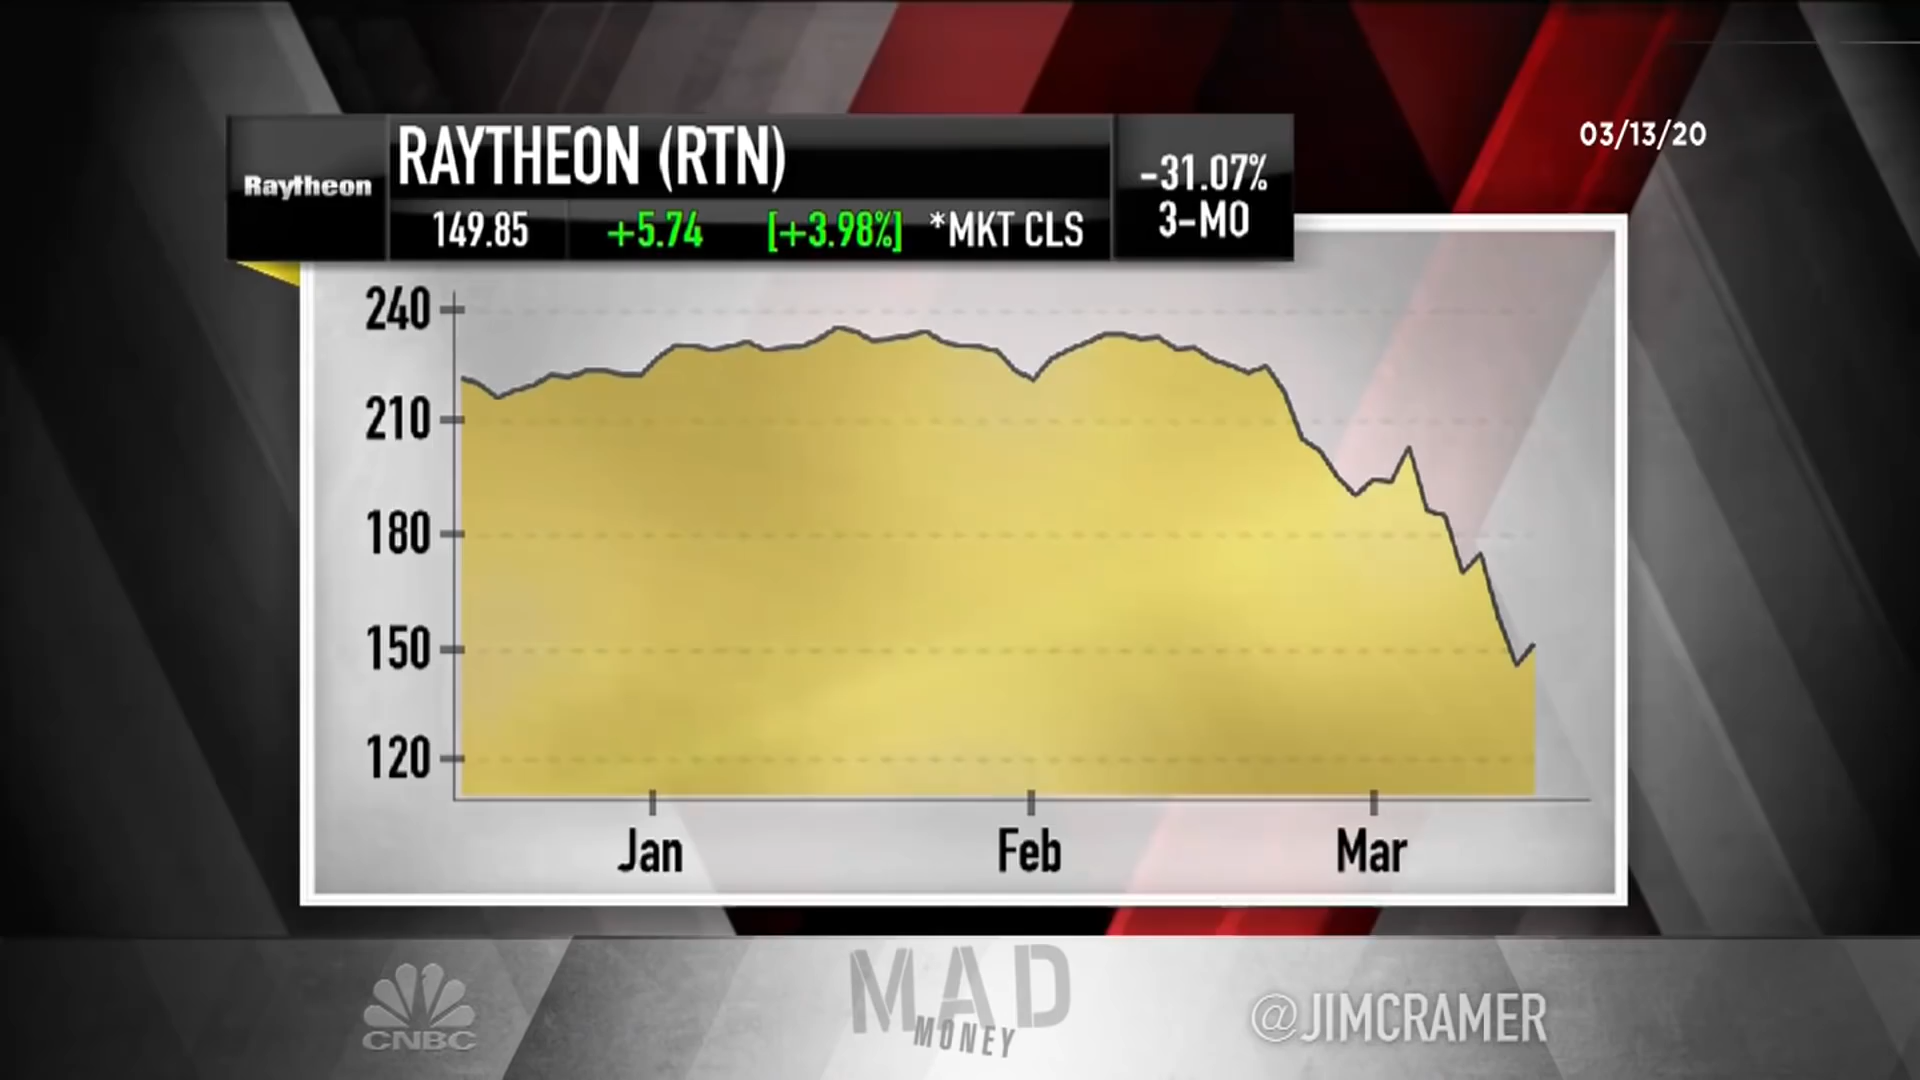 03/13/20
Raytheon
RAYTHEON (RTN)
149.85 +5.74 [+3.98%] *MKT CLS
-31.07%
3-MO
240
210
180
150
120
Jan Feb Mar
CNBC
MAD
MONEY
@JIMCRAMER